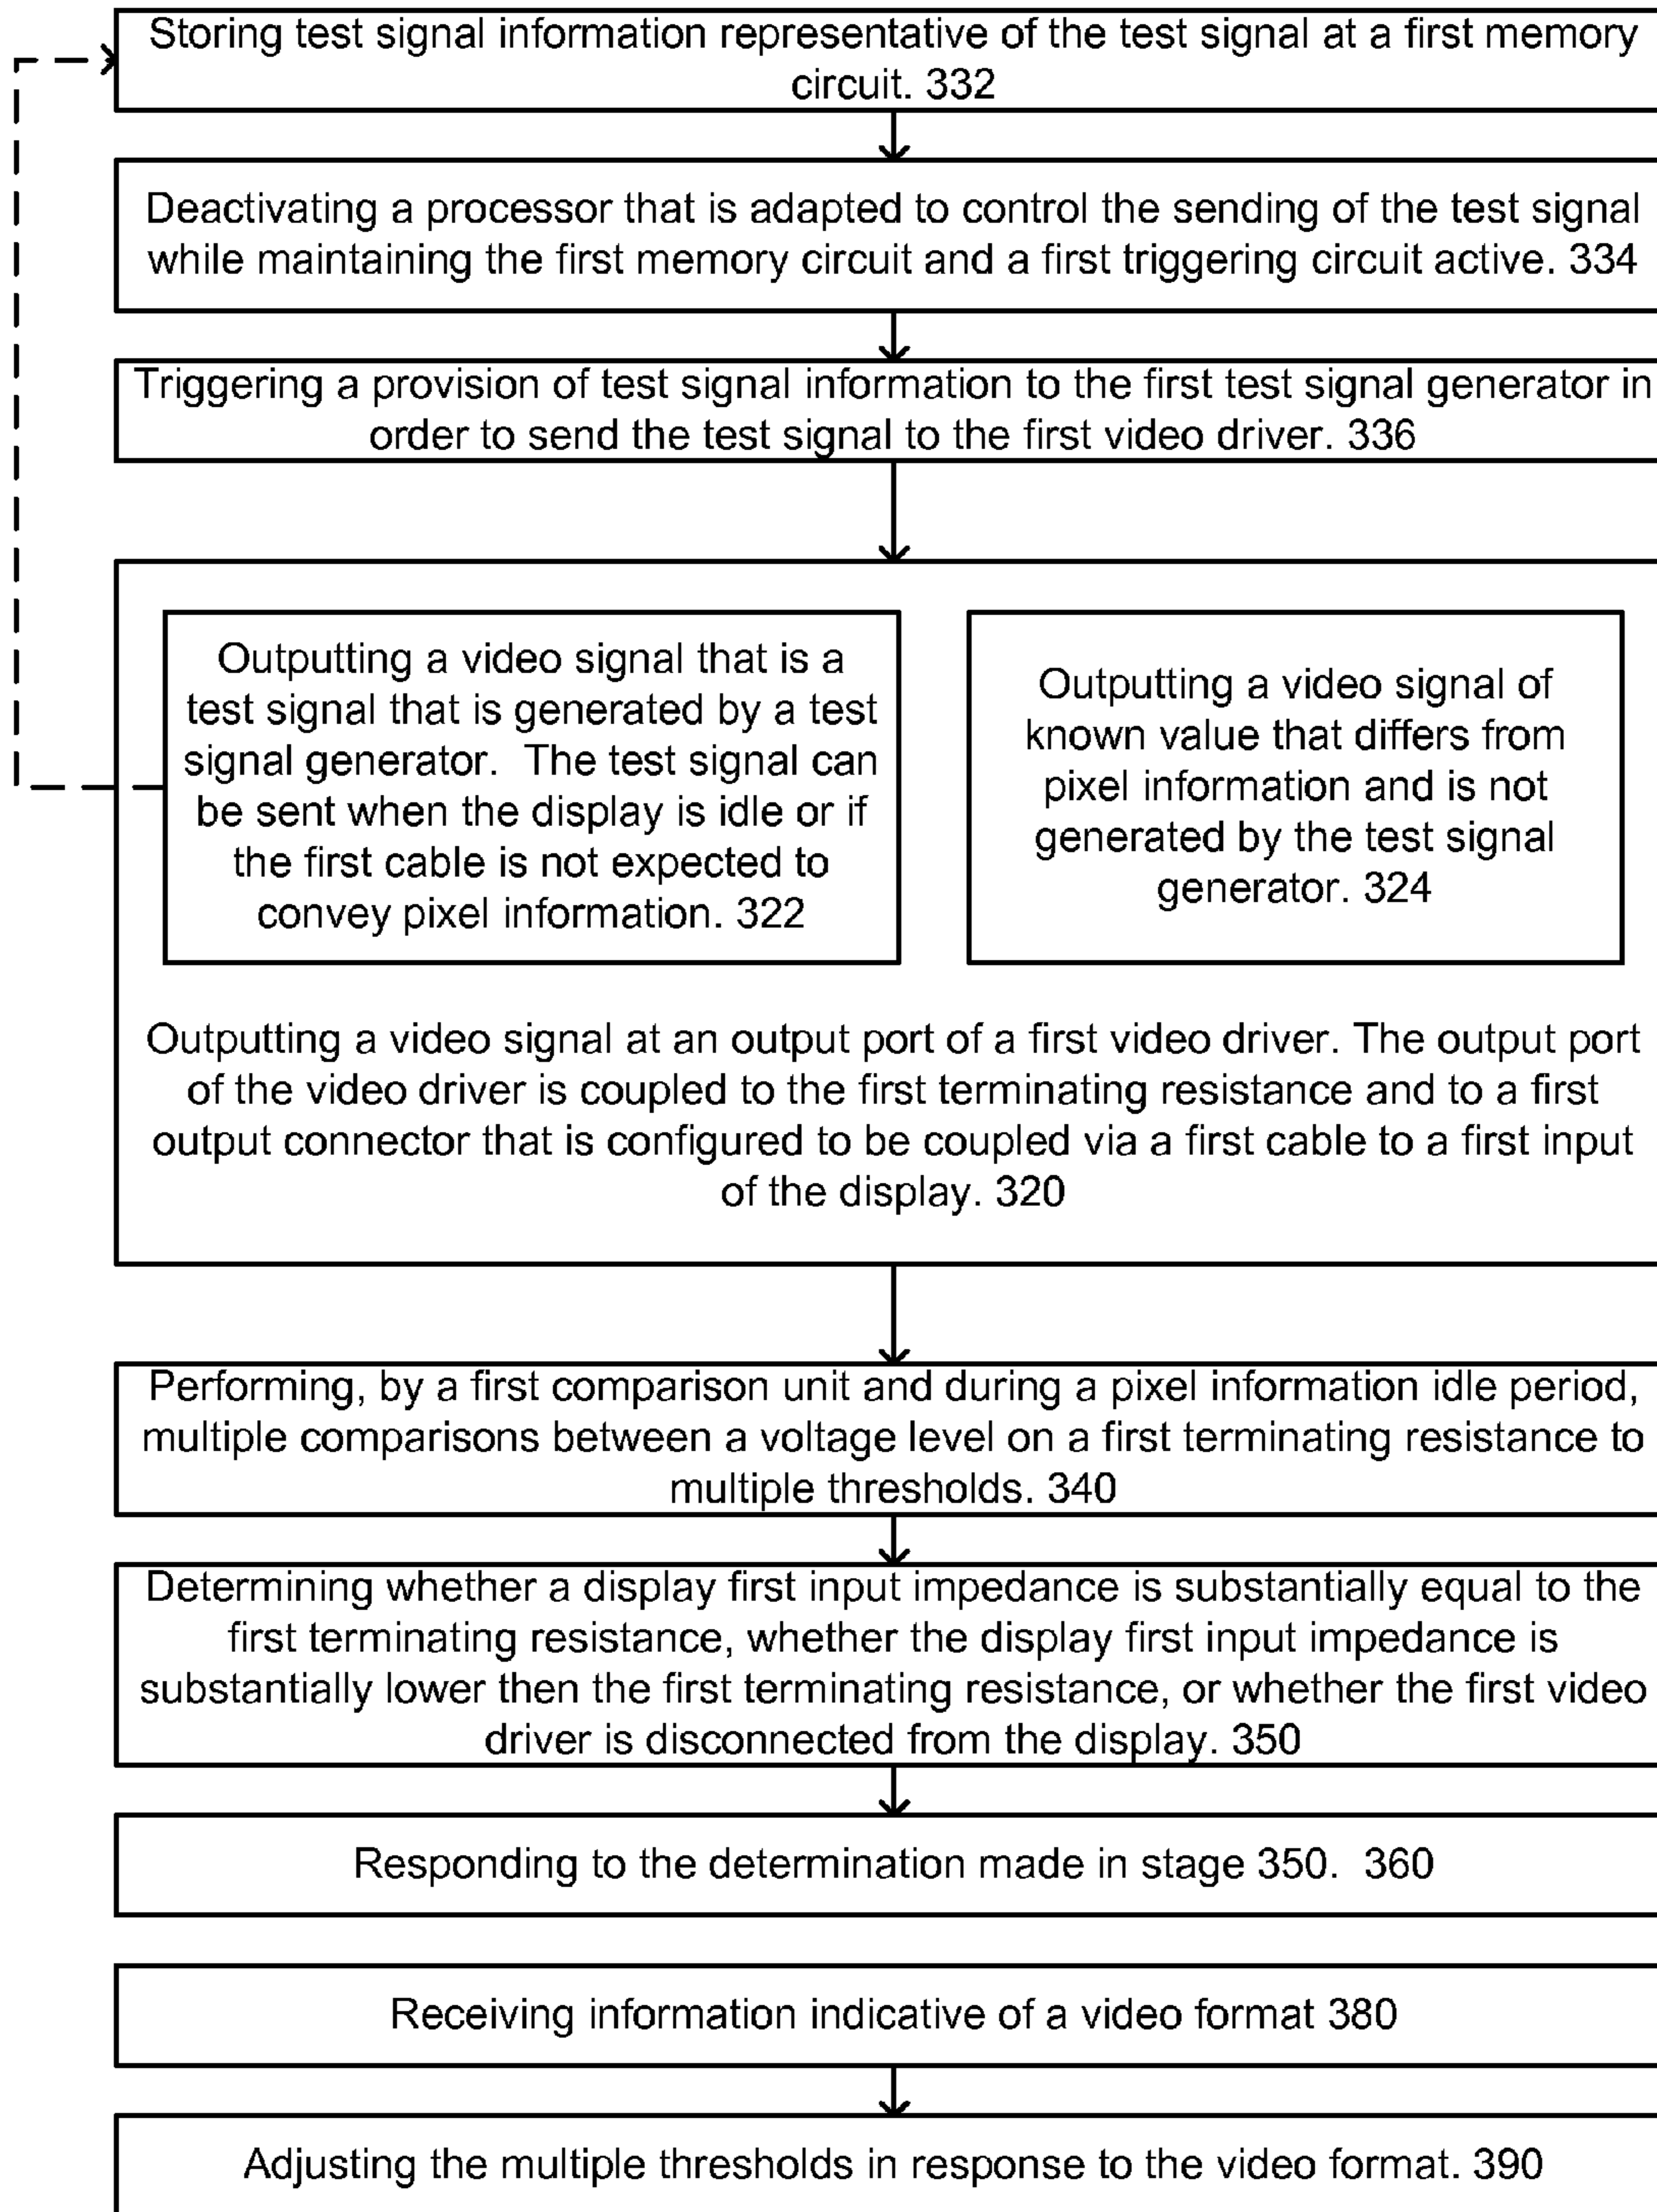 Storing test signal information representative of the test signal at a first memory
circuit. 332
Deactivating a processor that is adapted to control the sending of the test signal
while maintaining the first memory circuit and a first triggering circuit active. 334
Triggering a provision of test signal information to the first test signal generator in
order to send the test signal to the first video driver. 336
Outputting a video signal that is a
test signal that is generated by a test
signal generator.  The test signal can
be sent when the display is idle or if
the first cable is not expected to
convey pixel information. 322
Outputting a video signal of
known value that differs from
pixel information and is not
generated by the test signal
generator. 324
Outputting a video signal at an output port of a first video driver. The output port
of the video driver is coupled to the first terminating resistance and to a first
output connector that is configured to be coupled via a first cable to a first input
of the display. 320
Performing, by a first comparison unit and during a pixel information idle period,
multiple comparisons between a voltage level on a first terminating resistance to
multiple thresholds. 340
Determining whether a display first input impedance is substantially equal to the
first terminating resistance, whether the display first input impedance is
substantially lower then the first terminating resistance, or whether the first video
driver is disconnected from the display. 350
Responding to the determination made in stage 350.  360
Receiving information indicative of a video format 380
Adjusting the multiple thresholds in response to the video format. 390